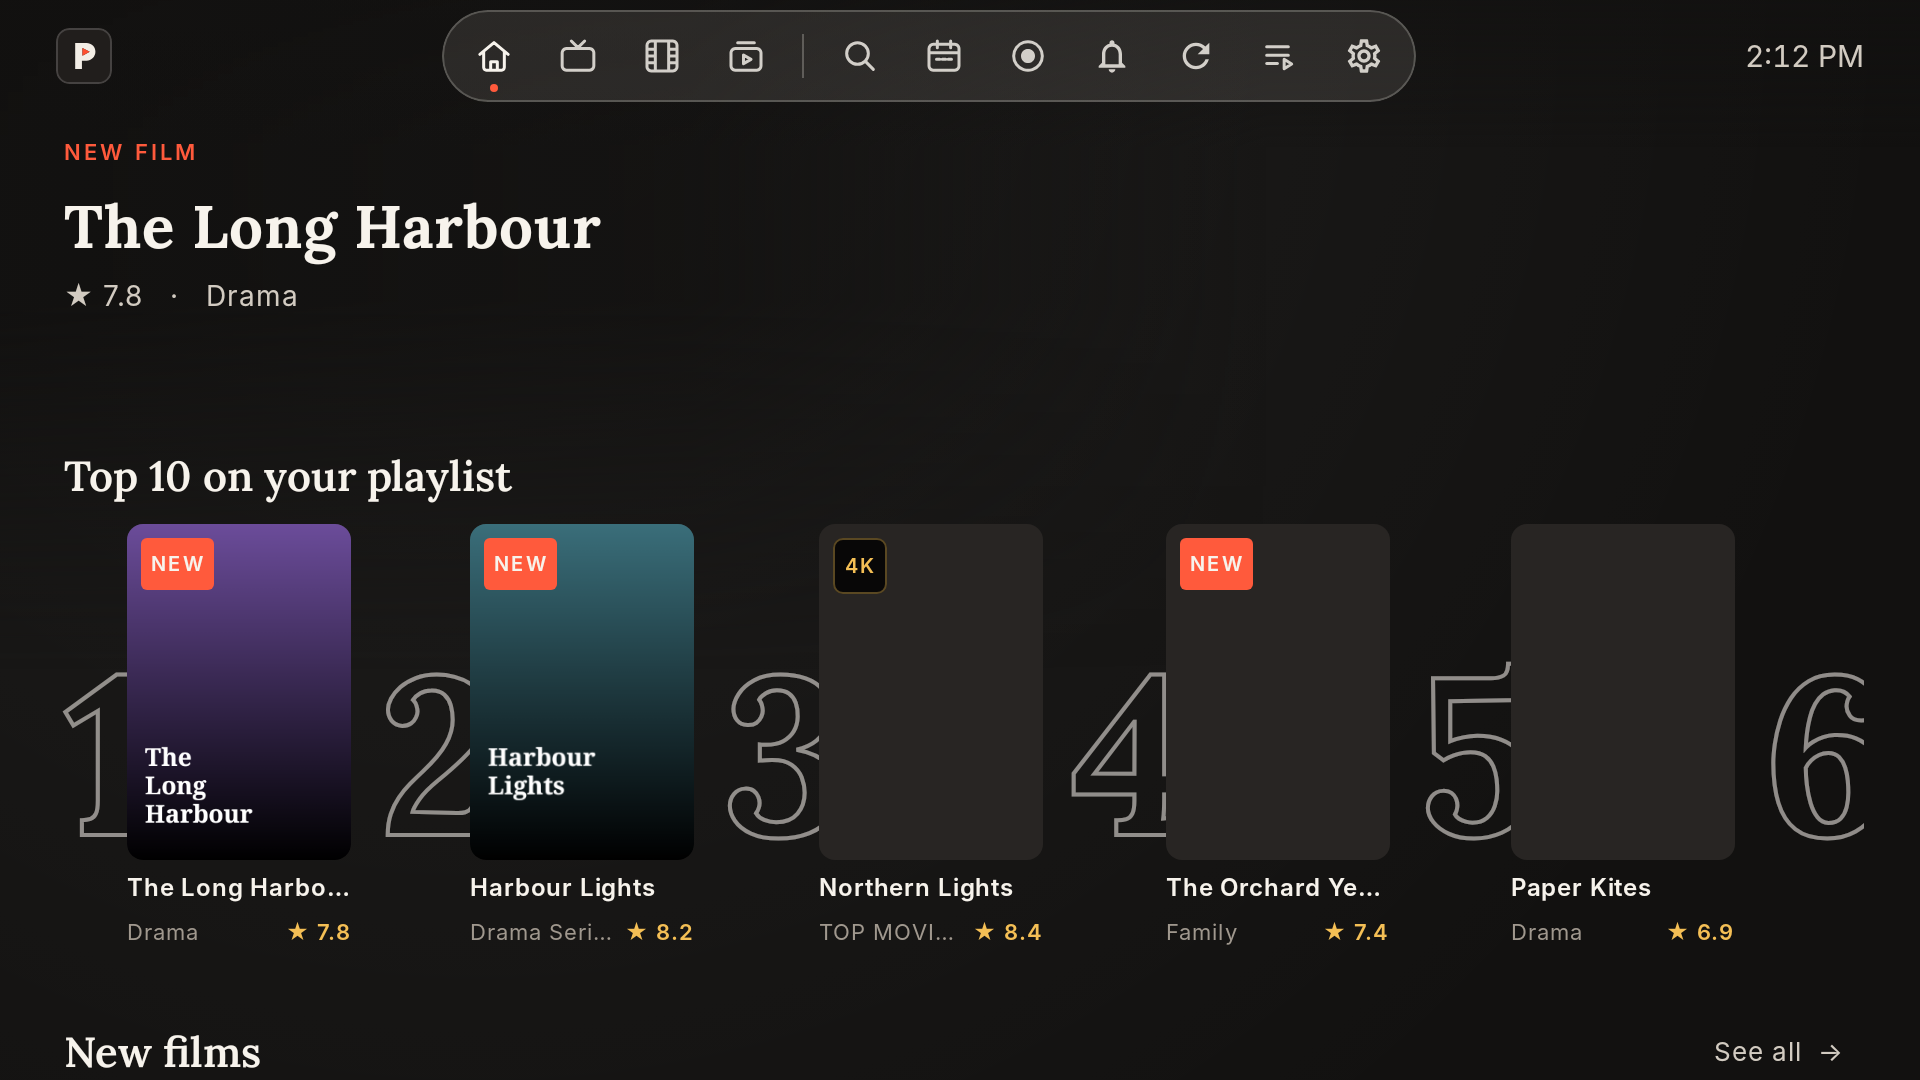 P
2:12 PM
NEW FILM
The Long Harbour
★ 7.8 · Drama
Top 10 on your playlist
1
NEW
The
Long
Harbour
The Long Harbo...
Drama ★ 7.8
2
NEW
Harbour
Lights
Harbour Lights
Drama Seri... ★ 8.2
3
4K
Northern Lights
TOP MOVI... ★ 8.4
4
NEW
The Orchard Ye...
Family ★ 7.4
5
Paper Kites
Drama ★ 6.9
6
New films
See all →